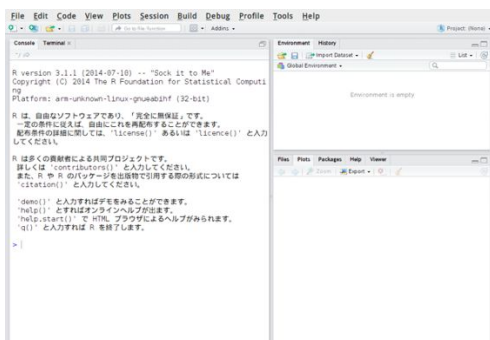 File Edit Code View Plots Session Build Debug Profile Tools Help
Go to file/function Addins Project: (None)
Console Terminal
Environment History
Import Dataset List
Global Environment
Environment is empty
~/
R version 3.1.1 (2014-07-10) -- "Sock it to Me"
Copyright (C) 2014 The R Foundation for Statistical Computi
ng
Platform: arm-unknown-linux-gnueabihf (32-bit)
R は、自由なソフトウェアであり、「完全に無保証」です。
一定の条件に従えば、自由にこれを再配布することができます。
配布条件の詳細に関しては、'license()' あるいは 'licence()' と入力
してください。
R は多くの貢献者による共同プロジェクトです。
詳しくは 'contributors()' と入力してください。
また、R や R のパッケージを出版物で引用する際の形式については
'citation()' と入力してください。
'demo()' と入力すればデモをみることができます。
'help()' とすればオンラインヘルプが出ます。
'help.start()' で HTML ブラウザによるヘルプがみられます。
'q()' と入力すれば R を終了します。
>
Files Plots Packages Help Viewer
Zoom Export